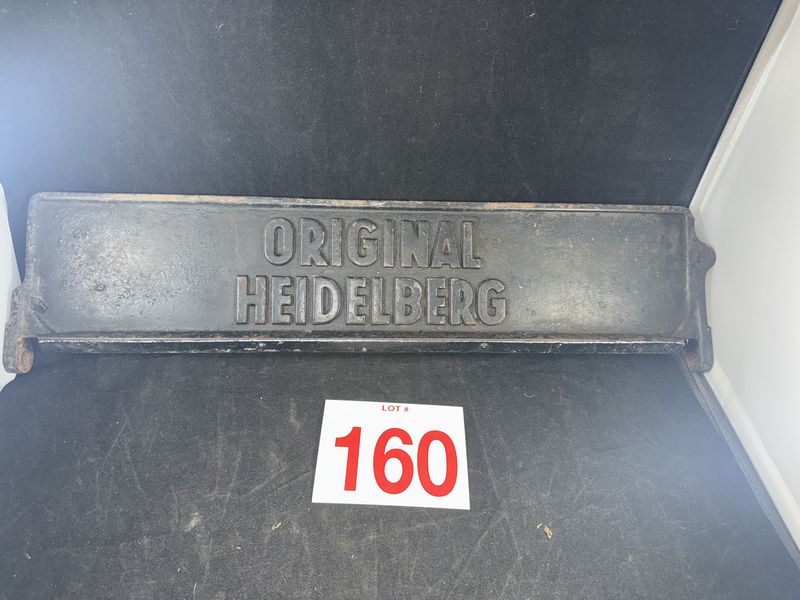 ORIGINAL
HEIDELBERG
LOT #
160